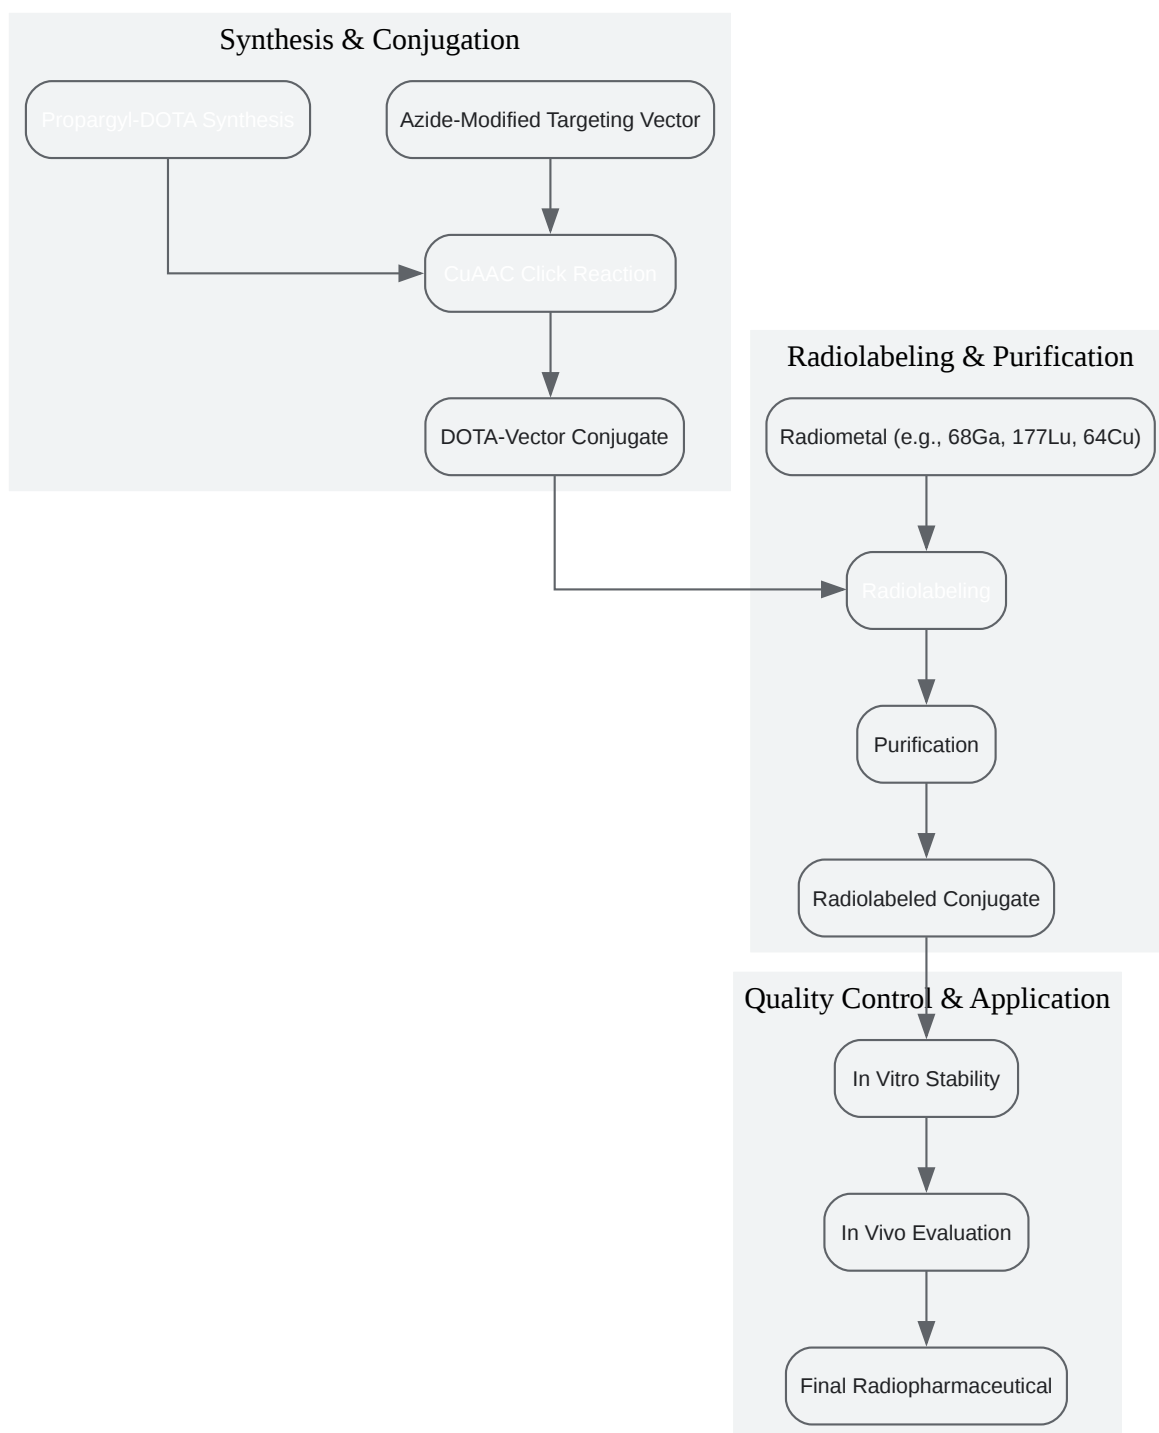 Synthesis & Conjugation
Propargyl-DOTA Synthesis
Azide-Modified Targeting Vector
CuAAC Click Reaction
DOTA-Vector Conjugate
Radiolabeling & Purification
Radiometal (e.g., 68Ga, 177Lu, 64Cu)
Radiolabeling
Purification
Radiolabeled Conjugate
Quality Control & Application
In Vitro Stability
In Vivo Evaluation
Final Radiopharmaceutical